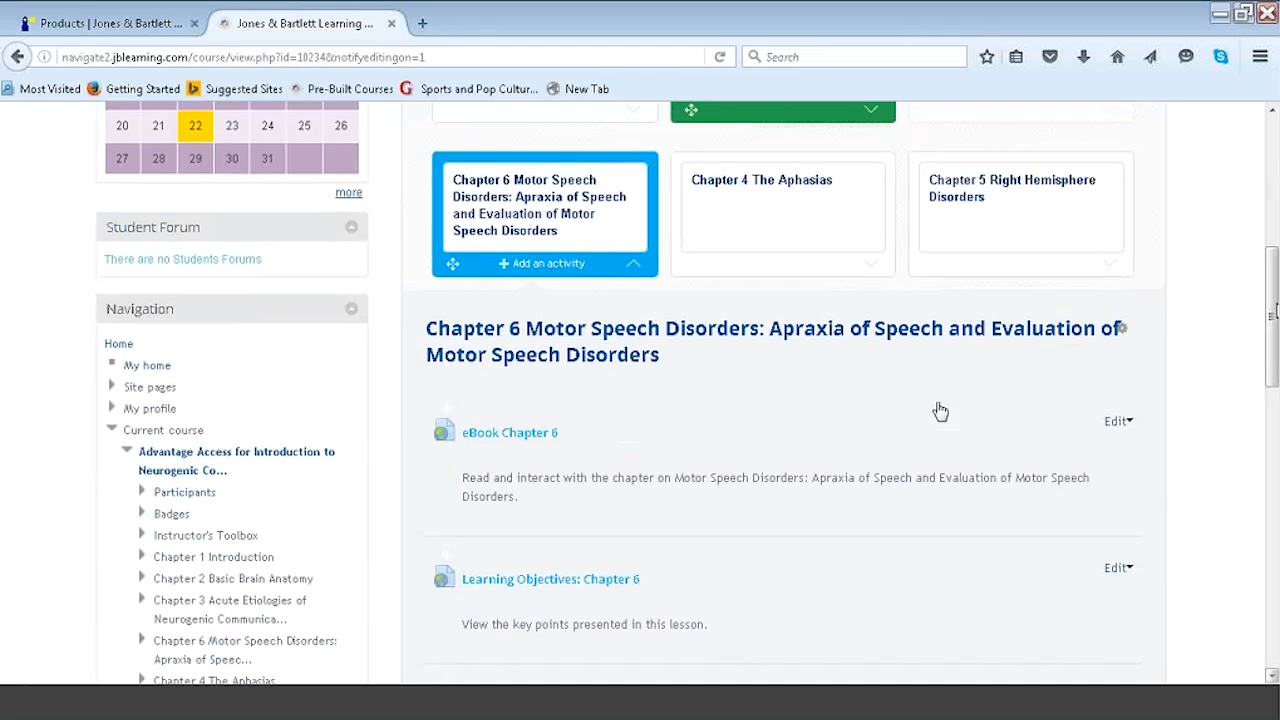 Products | Jones & Bartlett ...
Jones & Bartlett Learning ...
navigate2.jblearning.com/course/view.php?id=10234&notifyeditingon=1
Search
Most Visited Getting Started Suggested Sites Pre-Built Courses Sports and Pop Cultur... New Tab
20 21 22 23 24 25 26
27 28 29 30 31
more
Student Forum
There are no Students Forums
Navigation
Home
My home
Site pages
My profile
Current course
Advantage Access for Introduction to
Neurogenic Co...
Participants
Badges
Instructor's Toolbox
Chapter 1 Introduction
Chapter 2 Basic Brain Anatomy
Chapter 3 Acute Etiologies of
Neurogenic Communica...
Chapter 6 Motor Speech Disorders:
Apraxia of Speec...
Chapter 4 The Aphasias
Chapter 6 Motor Speech
Disorders: Apraxia of Speech
and Evaluation of Motor
Speech Disorders
Add an activity
Chapter 4 The Aphasias
Chapter 5 Right Hemisphere
Disorders
Chapter 6 Motor Speech Disorders: Apraxia of Speech and Evaluation of
Motor Speech Disorders
eBook Chapter 6
Edit
Read and interact with the chapter on Motor Speech Disorders: Apraxia of Speech and Evaluation of Motor Speech
Disorders.
Learning Objectives: Chapter 6
Edit
View the key points presented in this lesson.